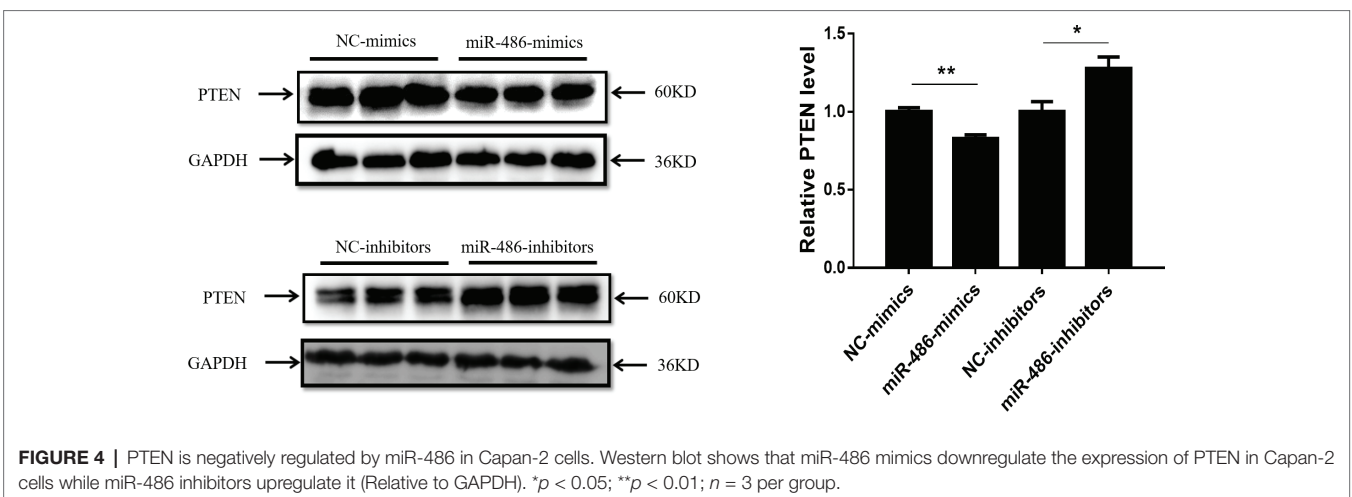 NC-mimics miR-486-mimics
PTEN 60KD
GAPDH 36KD
NC-inhibitors miR-486-inhibitors
PTEN 60KD
GAPDH 36KD
Relative PTEN level
1.5
1.0
0.5
0.0
**
*
NC-mimics
miR-486-mimics
NC-inhibitors
miR-486-inhibitors
FIGURE 4 | PTEN is negatively regulated by miR-486 in Capan-2 cells. Western blot shows that miR-486 mimics downregulate the expression of PTEN in Capan-2
cells while miR-486 inhibitors upregulate it (Relative to GAPDH). *p < 0.05; **p < 0.01; n = 3 per group.